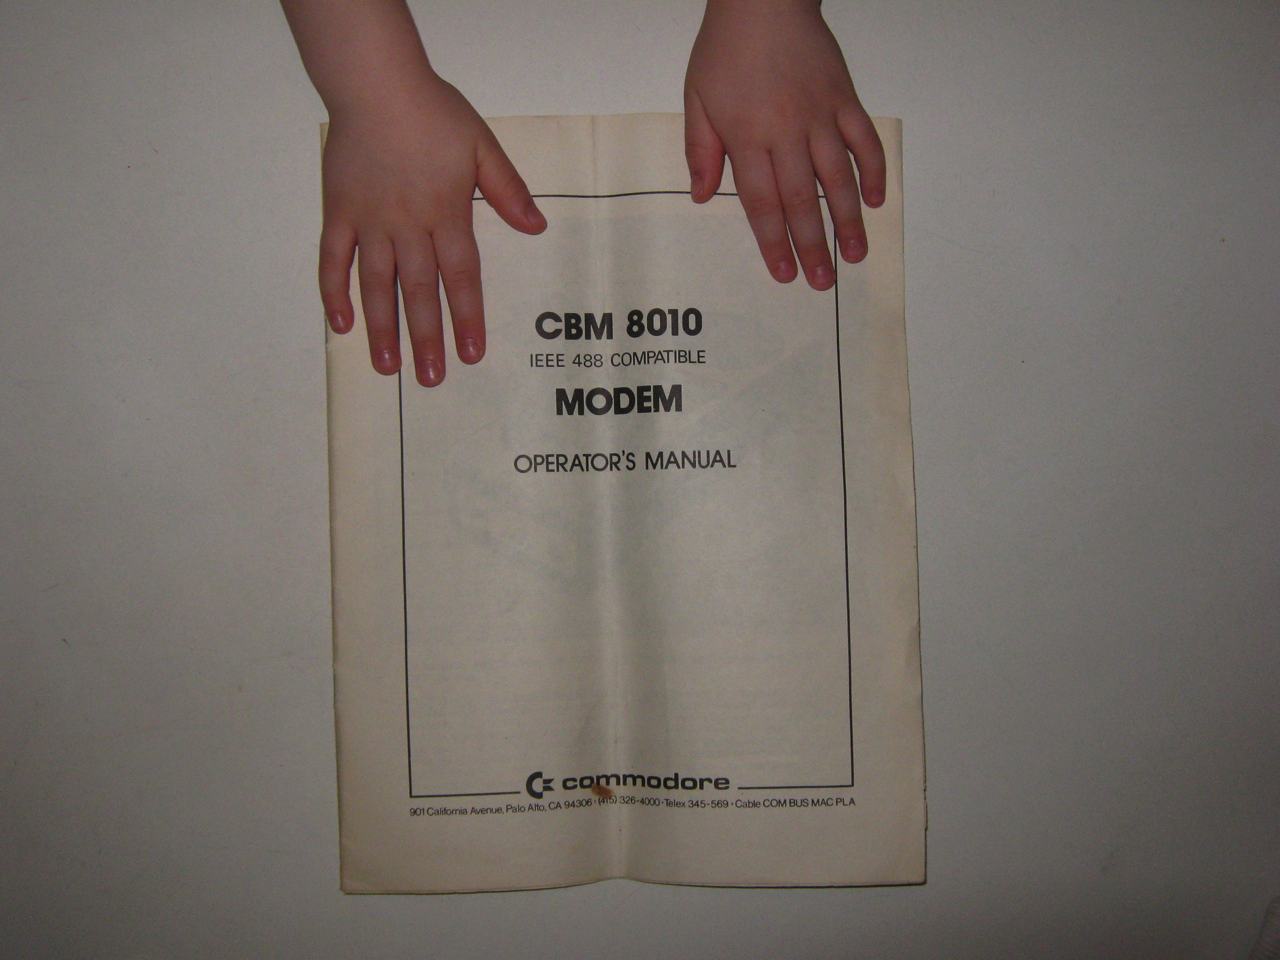 CBM 8010
IEEE 488 COMPATIBLE
MODEM
OPERATOR'S MANUAL
commodore
901 California Avenue, Palo Alto, CA 94306 · (415) 326-4000 · Telex 345-569 · Cable COM BUS MAC PLA